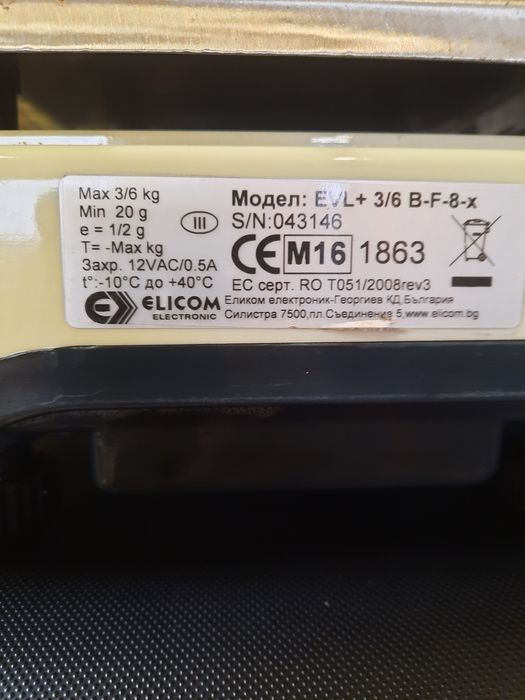 Max 3/6 kg
Min 20 g
e = 1/2 g
T= -Max kg
Захр. 12VAC/0.5A
t°:-10°C до +40°C
ELICOM
ELECTRONIC
III
Модел: EVL+ 3/6 B-F-8-x
S/N:043146
CE M16 1863
ЕС серт. RO T051/2008rev3
Еликом електроник-Георгиев КД.България
Силистра 7500,пл.Съединение 5,www.elicom.bg